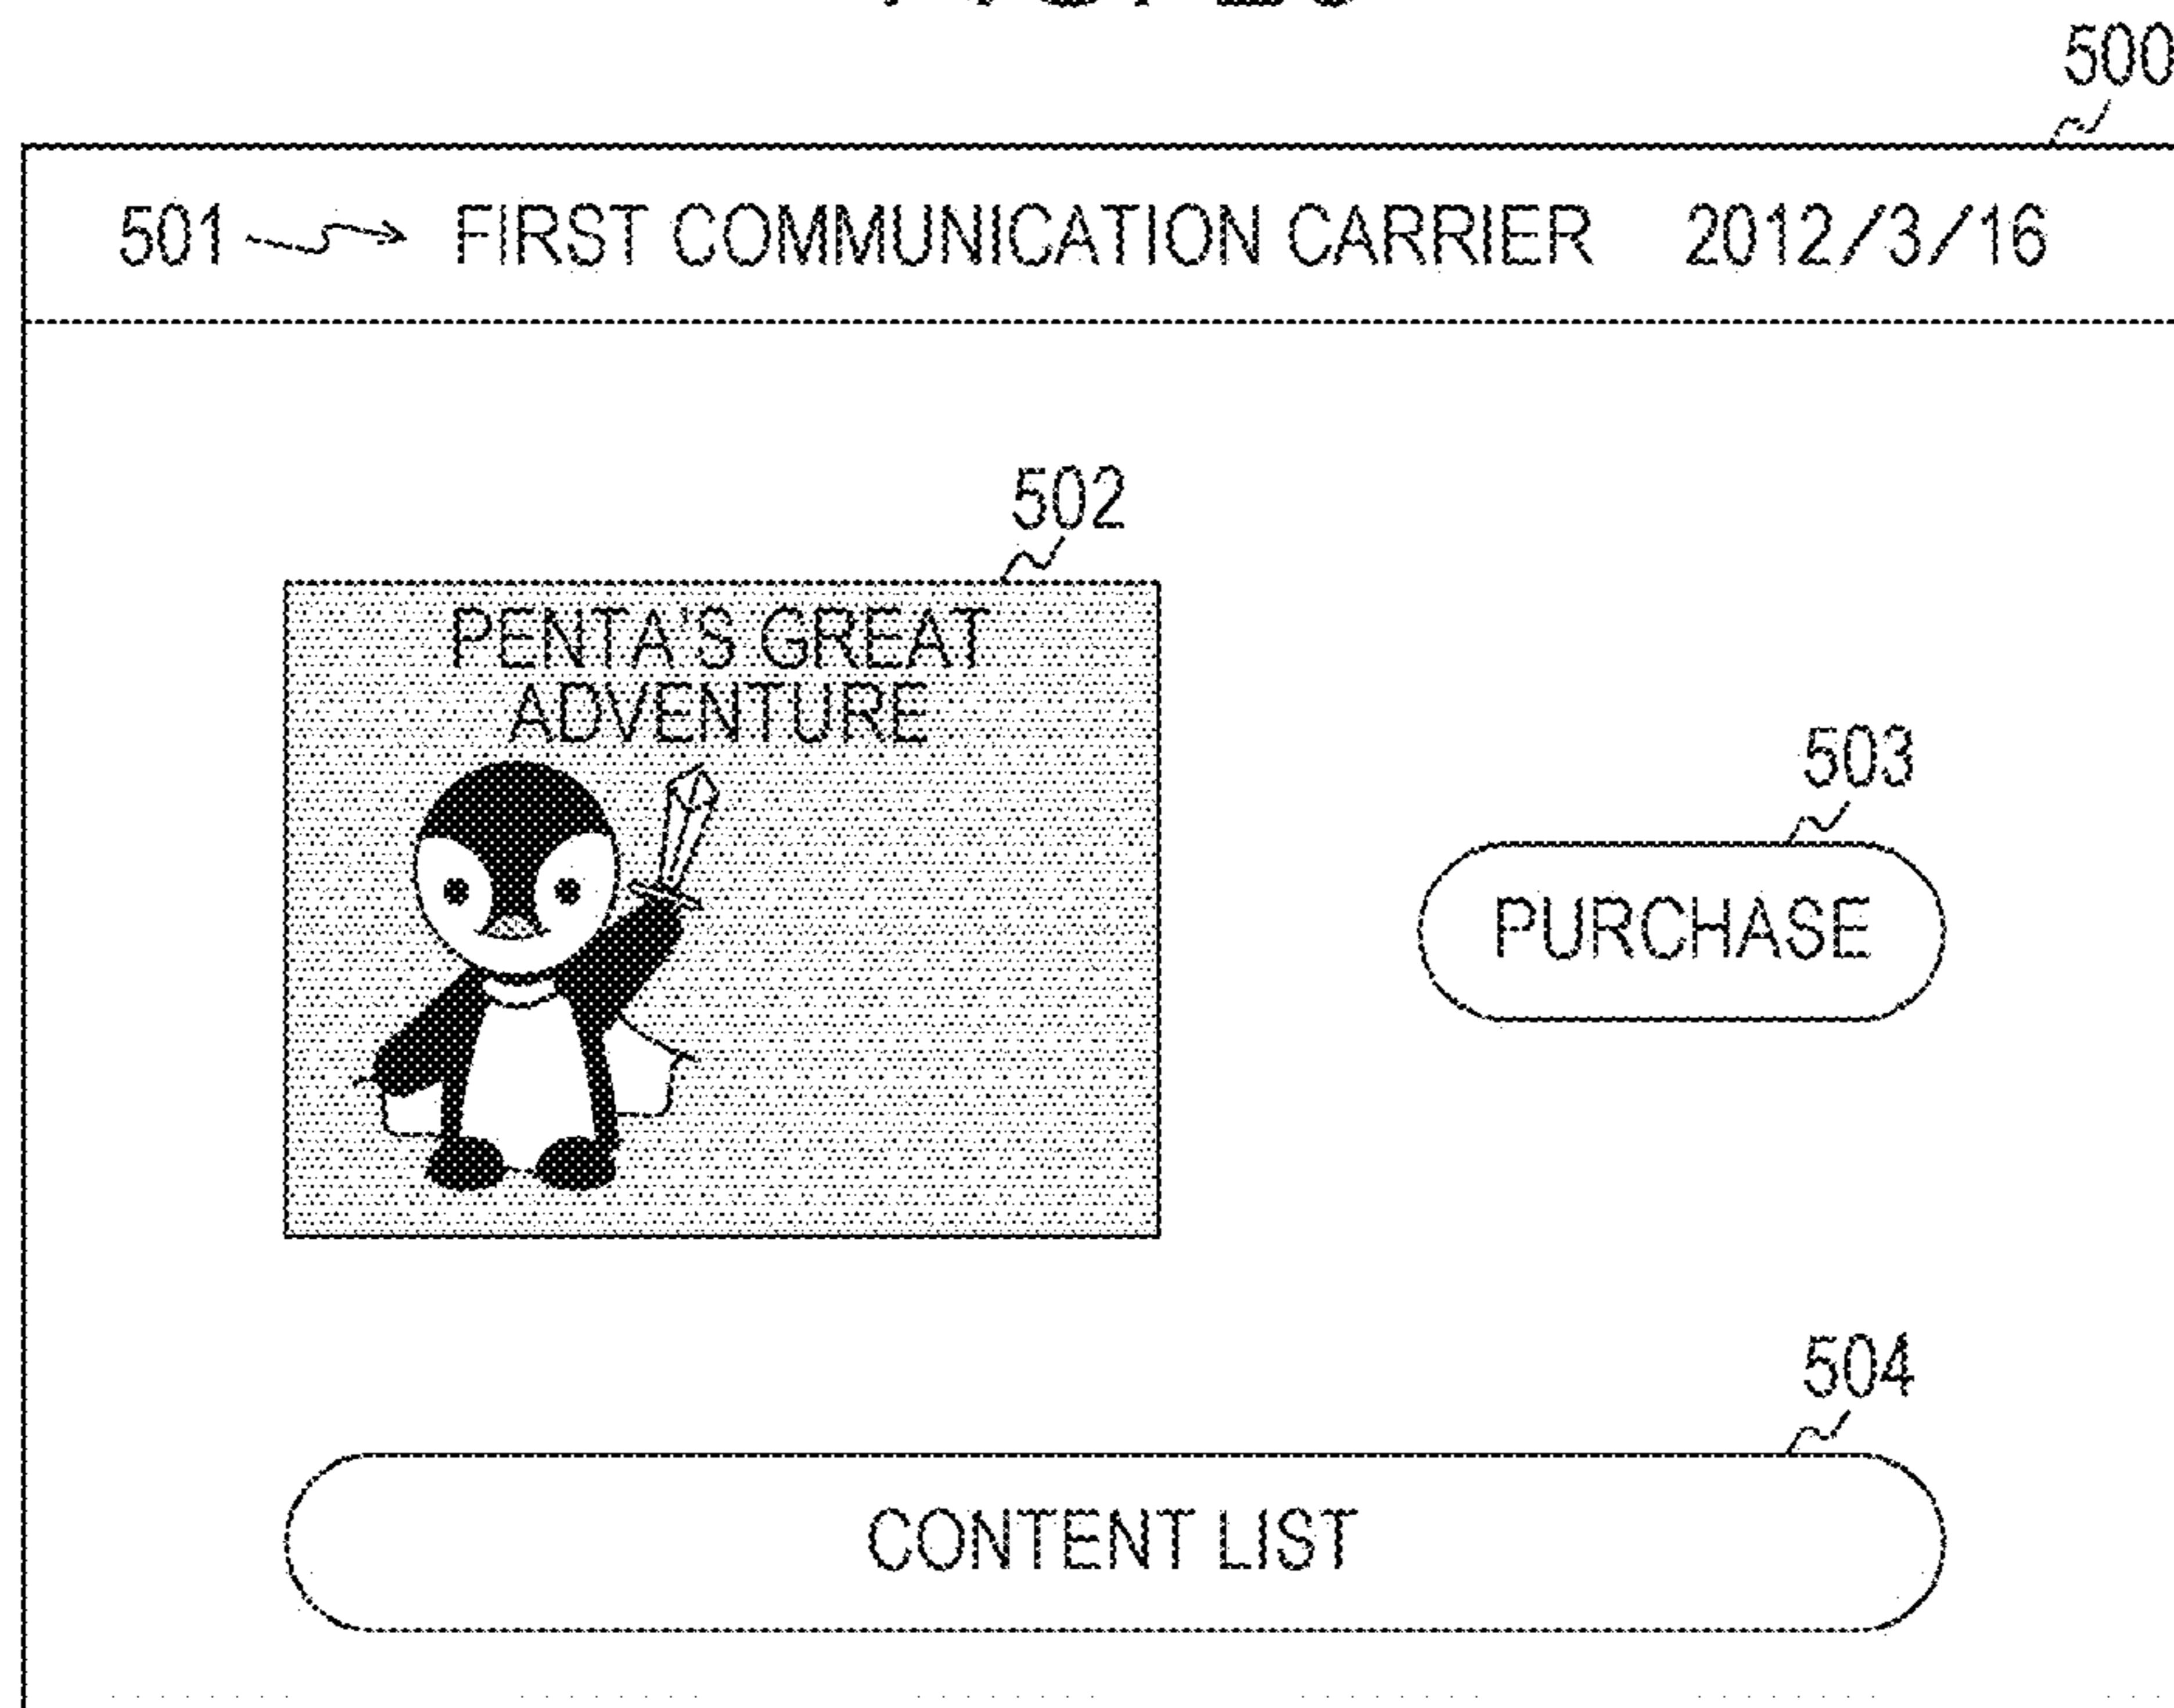 500
501 FIRST COMMUNICATION CARRIER 2012/3/16
502
PENTA'S GREAT
ADVENTURE
503
PURCHASE
504
CONTENT LIST